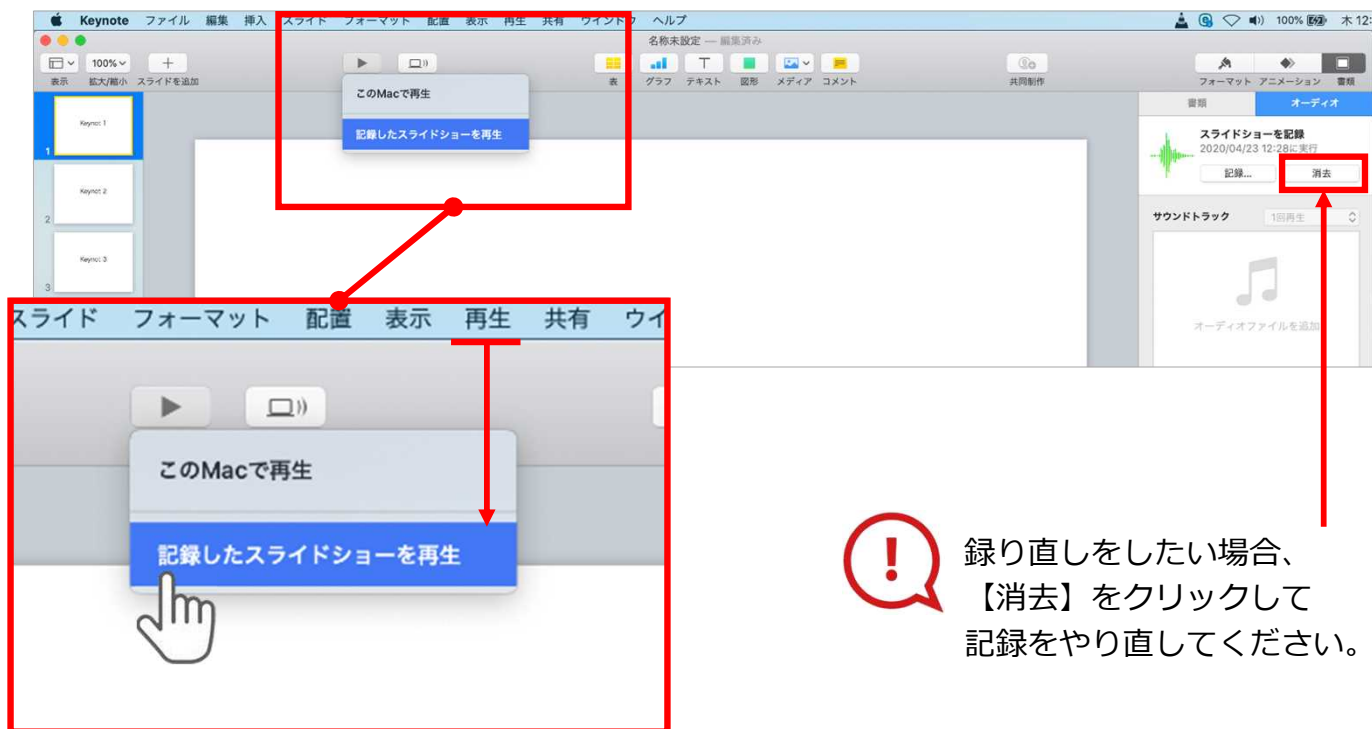 Keynote ファイル 編集 挿入 スライド フォーマット 配置 表示 再生 共有 ウインドウ ヘルプ 100% 木12:
名称未設定 — 編集済み
100%
表示 拡大/縮小 スライドを追加 表 グラフ テキスト 図形 メディア コメント 共同制作 フォーマット アニメーション 書類
このMacで再生
記録したスライドショーを再生
書類 オーディオ
スライドショーを記録
2020/04/23 12:28に実行
記録... 消去
サウンドトラック 1回再生
オーディオファイルを追加
Keynot 1
1
Keynot 2
2
Keynot 3
3
スライド フォーマット 配置 表示 再生 共有 ウイ
このMacで再生
記録したスライドショーを再生
録り直しをしたい場合、
【消去】をクリックして
記録をやり直してください。